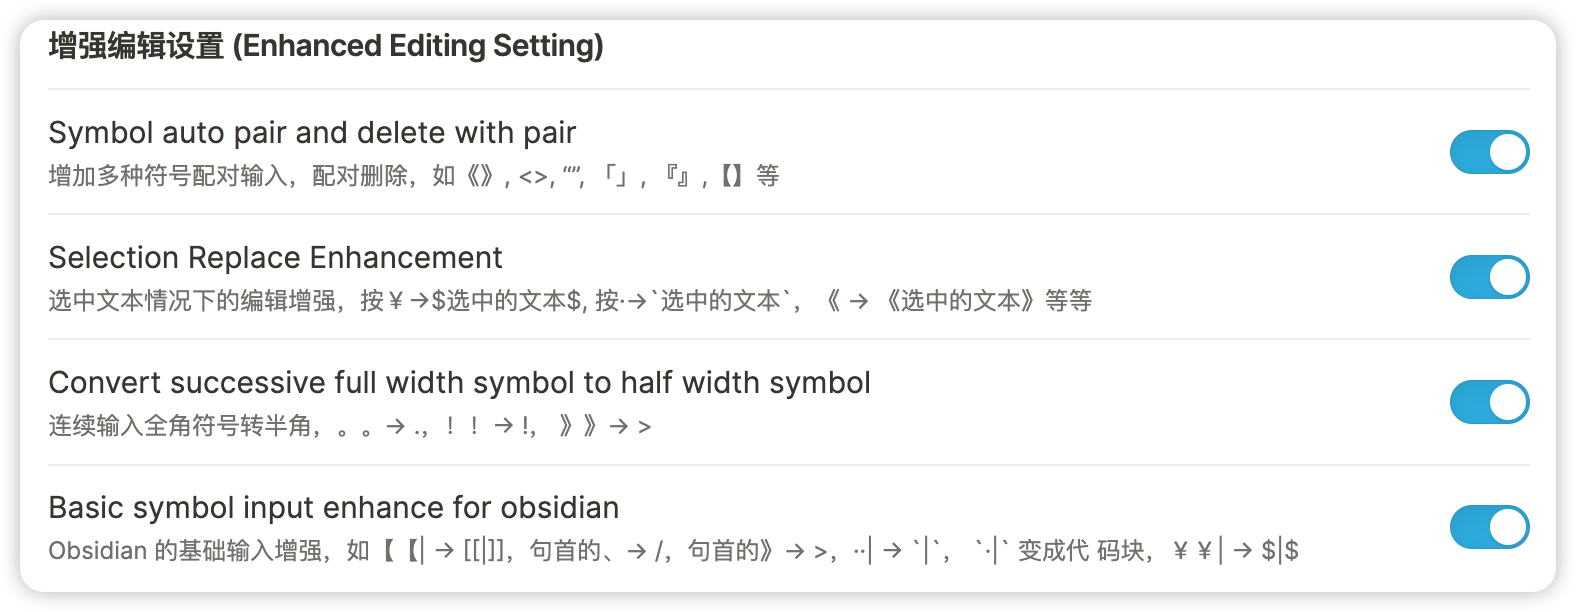 增强编辑设置 (Enhanced Editing Setting)
Symbol auto pair and delete with pair
增加多种符号配对输入，配对删除，如《》, <>, “”, 「」, 『』,【】等
Selection Replace Enhancement
选中文本情况下的编辑增强，按￥→$选中的文本$, 按·→`选中的文本`，《 → 《选中的文本》等等
Convert successive full width symbol to half width symbol
连续输入全角符号转半角，。。→ .，！！→ !， 》》→ >
Basic symbol input enhance for obsidian
Obsidian 的基础输入增强，如【【| → [[|]]，句首的、→ /，句首的》→ >，··| → `|`， `·|` 变成代 码块，￥￥| → $|$